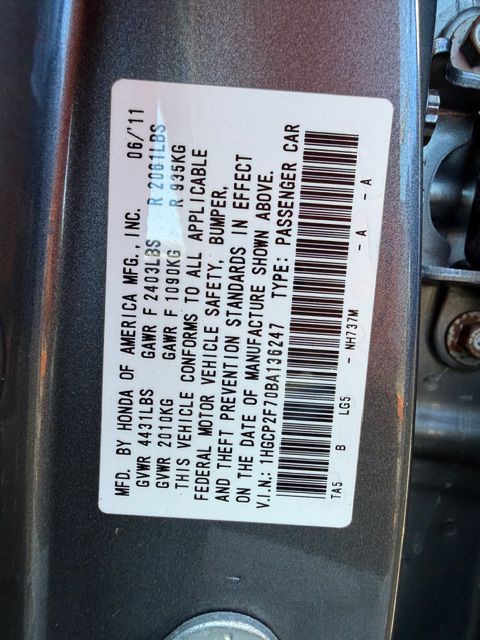 MFD. BY HONDA OF AMERICA MFG., INC. 06/'11
GVWR 4431LBS GAWR F 2403LBS R 2061LBS
GVWR 2010KG GAWR F 1090KG R 935KG
THIS VEHICLE CONFORMS TO ALL APPLICABLE
FEDERAL MOTOR VEHICLE SAFETY, BUMPER,
AND THEFT PREVENTION STANDARDS IN EFFECT
ON THE DATE OF MANUFACTURE SHOWN ABOVE.
V.I.N.: 1HGCP2F70BA136247 TYPE: PASSENGER CAR
TA5 B LG5 - NH737M - A - A